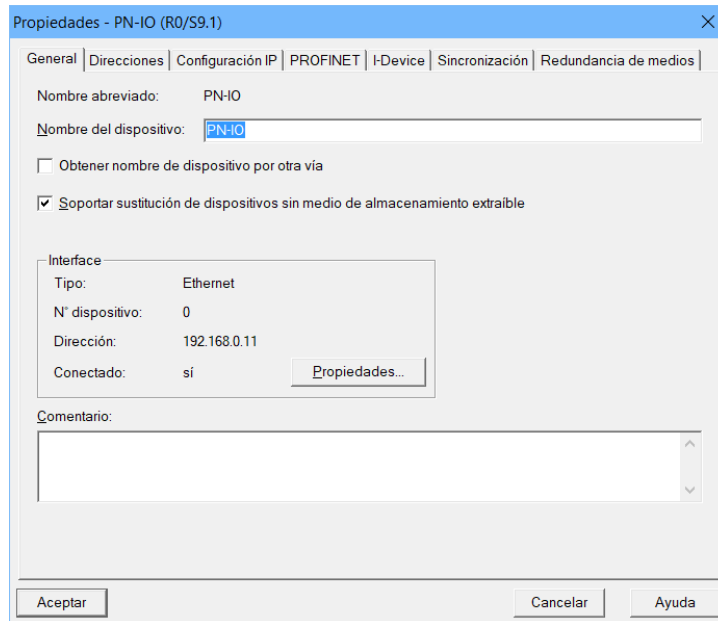 Propiedades - PN-IO (R0/S9.1)
General Direcciones Configuración IP PROFINET I-Device Sincronización Redundancia de medios
Nombre abreviado: PN-IO
Nombre del dispositivo: PN-IO
Obtener nombre de dispositivo por otra vía
Soportar sustitución de dispositivos sin medio de almacenamiento extraíble
Interface
Tipo: Ethernet
N° dispositivo: 0
Dirección: 192.168.0.11
Conectado: sí Propiedades...
Comentario:
Aceptar Cancelar Ayuda